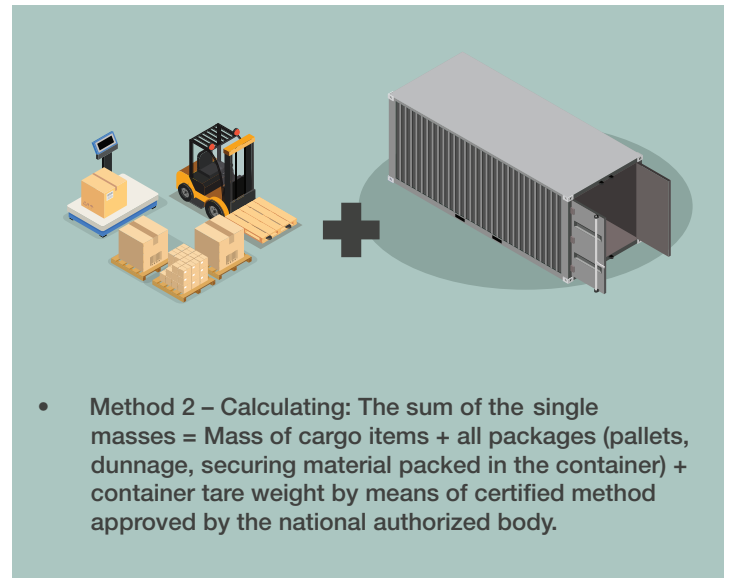 • Method 2 – Calculating: The sum of the single
masses = Mass of cargo items + all packages (pallets,
dunnage, securing material packed in the container) +
container tare weight by means of certified method
approved by the national authorized body.